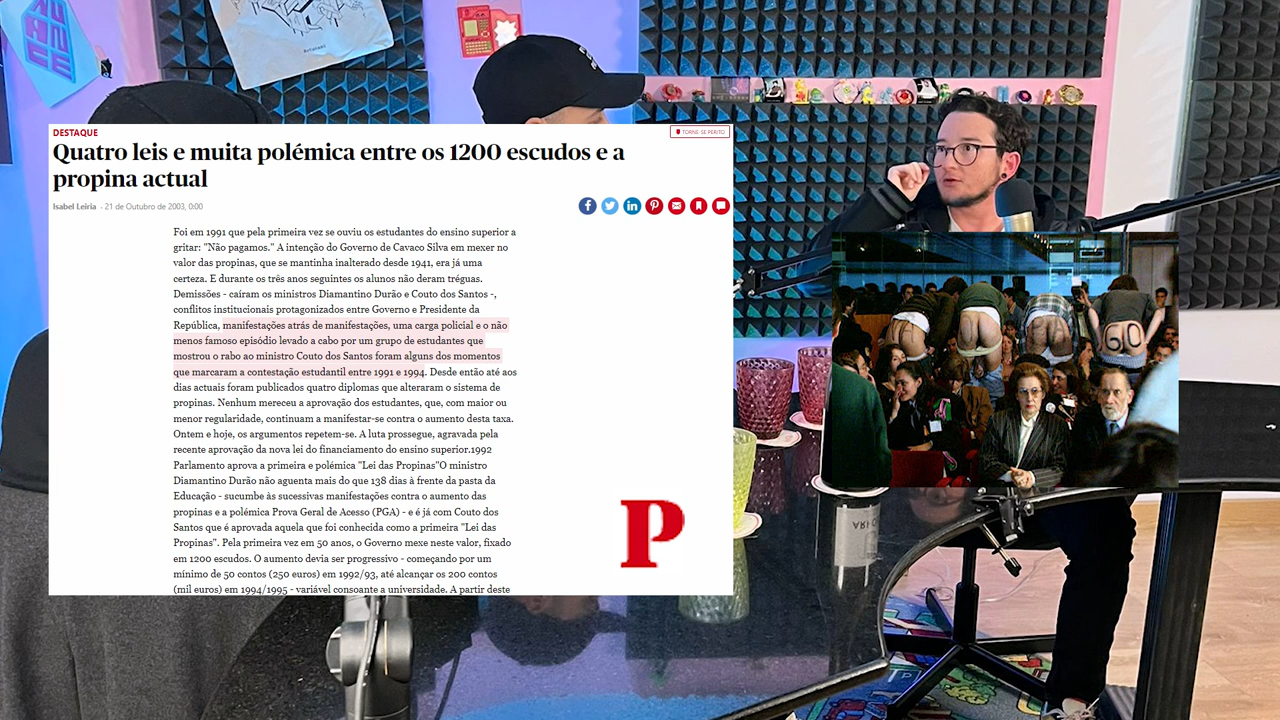 DESTAQUE
TORNE-SE PERITO
Quatro leis e muita polémica entre os 1200 escudos e a
propina actual
Isabel Leiria - 21 de Outubro de 2003, 0:00
Foi em 1991 que pela primeira vez se ouviu os estudantes do ensino superior a
gritar: "Não pagamos." A intenção do Governo de Cavaco Silva em mexer no
valor das propinas, que se mantinha inalterado desde 1941, era já uma
certeza. E durante os três anos seguintes os alunos não deram tréguas.
Demissões - caíram os ministros Diamantino Durão e Couto dos Santos -,
conflitos institucionais protagonizados entre Governo e Presidente da
República, manifestações atrás de manifestações, uma carga policial e o não
menos famoso episódio levado a cabo por um grupo de estudantes que
mostrou o rabo ao ministro Couto dos Santos foram alguns dos momentos
que marcaram a contestação estudantil entre 1991 e 1994. Desde então até aos
dias actuais foram publicados quatro diplomas que alteraram o sistema de
propinas. Nenhum mereceu a aprovação dos estudantes, que, com maior ou
menor regularidade, continuam a manifestar-se contra o aumento desta taxa.
Ontem e hoje, os argumentos repetem-se. A luta prossegue, agravada pela
recente aprovação da nova lei do financiamento do ensino superior.1992
Parlamento aprova a primeira e polémica "Lei das Propinas"O ministro
Diamantino Durão não aguenta mais do que 138 dias à frente da pasta da
Educação - sucumbe às sucessivas manifestações contra o aumento das
propinas e a polémica Prova Geral de Acesso (PGA) - e é já com Couto dos
Santos que é aprovada aquela que foi conhecida como a primeira "Lei das
Propinas". Pela primeira vez em 50 anos, o Governo mexe neste valor, fixado
em 1200 escudos. O aumento devia ser progressivo - começando por um
mínimo de 50 contos (250 euros) em 1992/93, até alcançar os 200 contos
(mil euros) em 1994/1995 - variável consoante a universidade. A partir deste
P